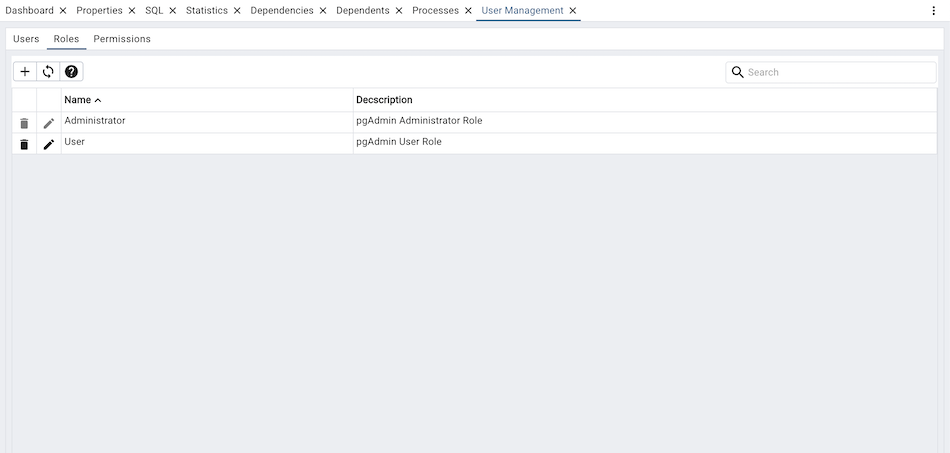 Dashboard Properties SQL Statistics Dependencies Dependents Processes User Management
Users Roles Permissions
Search
Name Decscription
Administrator pgAdmin Administrator Role
User pgAdmin User Role